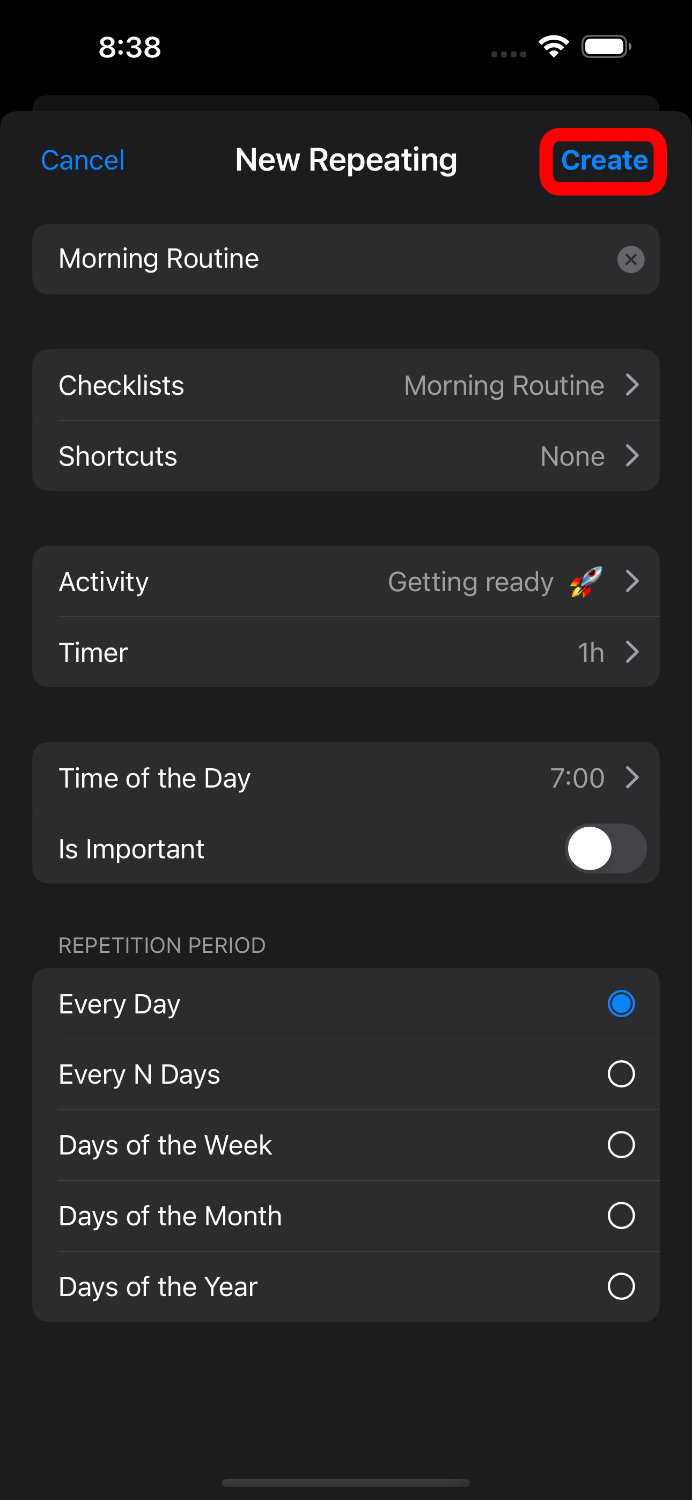 8:38
Cancel New Repeating Create
Morning Routine
Checklists Morning Routine
Shortcuts None
Activity Getting ready 🚀
Timer 1h
Time of the Day 7:00
Is Important
REPETITION PERIOD
Every Day
Every N Days
Days of the Week
Days of the Month
Days of the Year